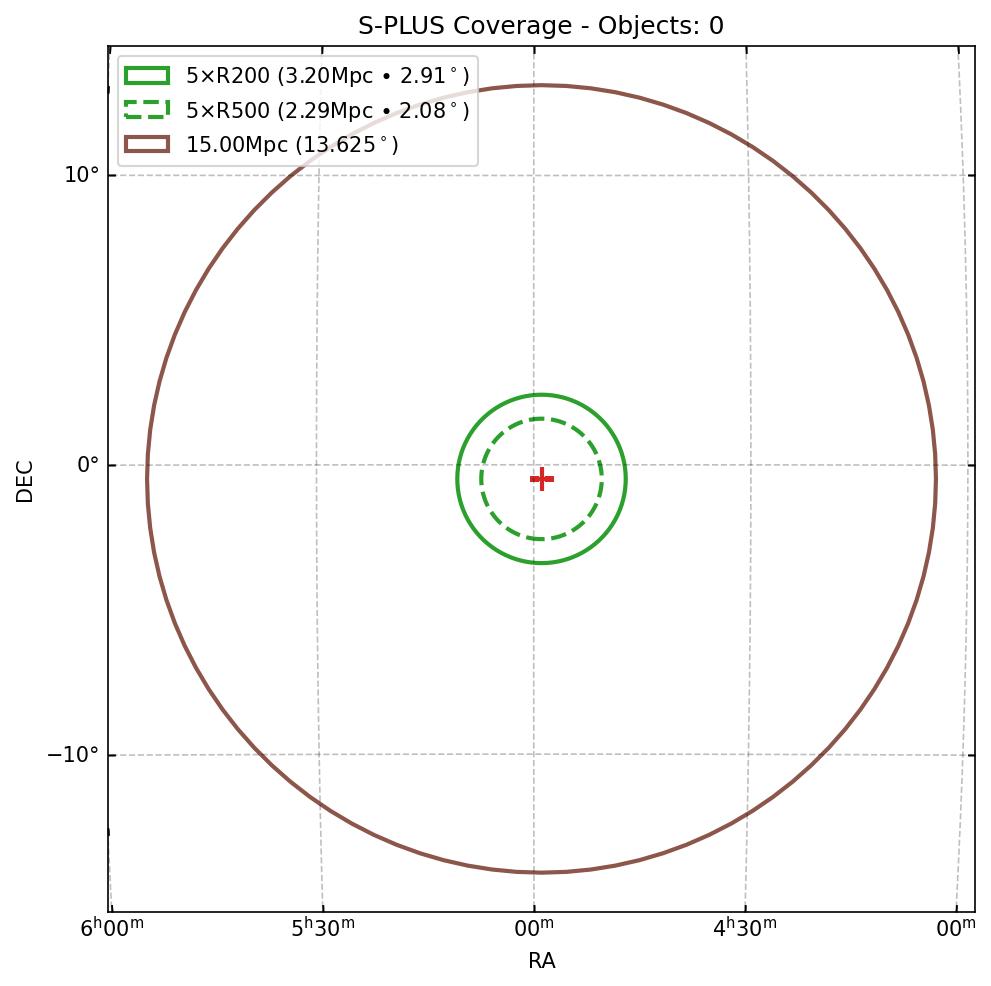 S-PLUS Coverage - Objects: 0
5×R200 (3.20Mpc • 2.91°)
5×R500 (2.29Mpc • 2.08°)
15.00Mpc (13.625°)
10°
0°
−10°
DEC
6ʰ00ᵐ 5ʰ30ᵐ 00ᵐ 4ʰ30ᵐ 00ᵐ
RA